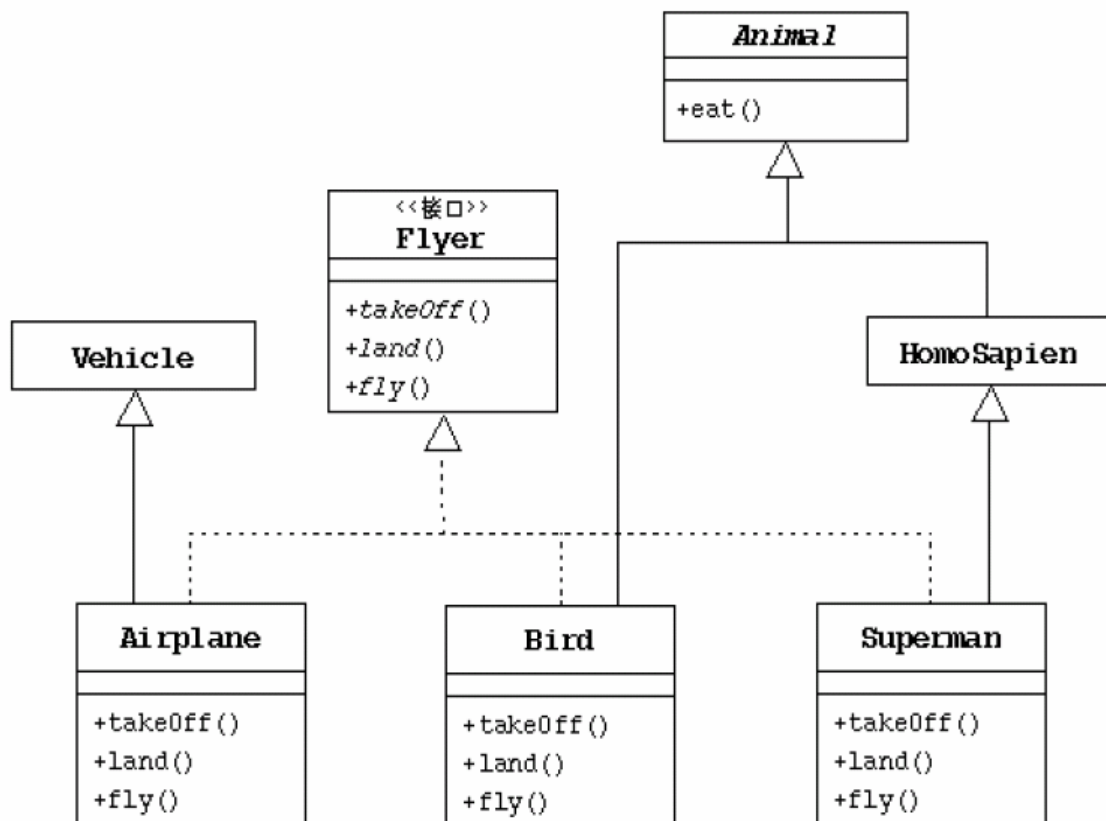 Animal
+eat()
<<接口>>
Flyer
+takeOff()
+land()
+fly()
Vehicle
HomoSapien
Airplane
+takeOff()
+land()
+fly()
Bird
+takeOff()
+land()
+fly()
Superman
+takeOff()
+land()
+fly()